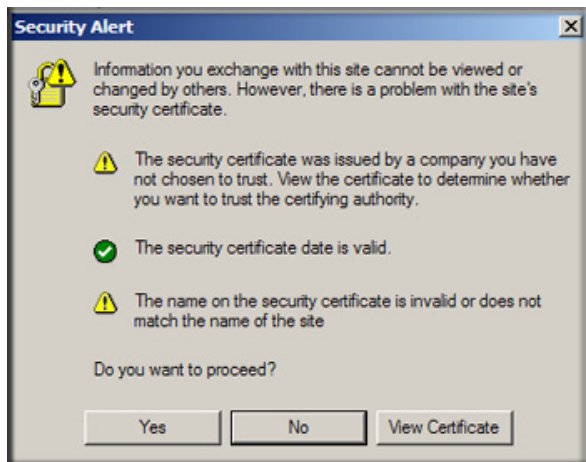 Security Alert
Information you exchange with this site cannot be viewed or
changed by others. However, there is a problem with the site's
security certificate.
The security certificate was issued by a company you have
not chosen to trust. View the certificate to determine whether
you want to trust the certifying authority.
The security certificate date is valid.
The name on the security certificate is invalid or does not
match the name of the site
Do you want to proceed?
Yes No View Certificate